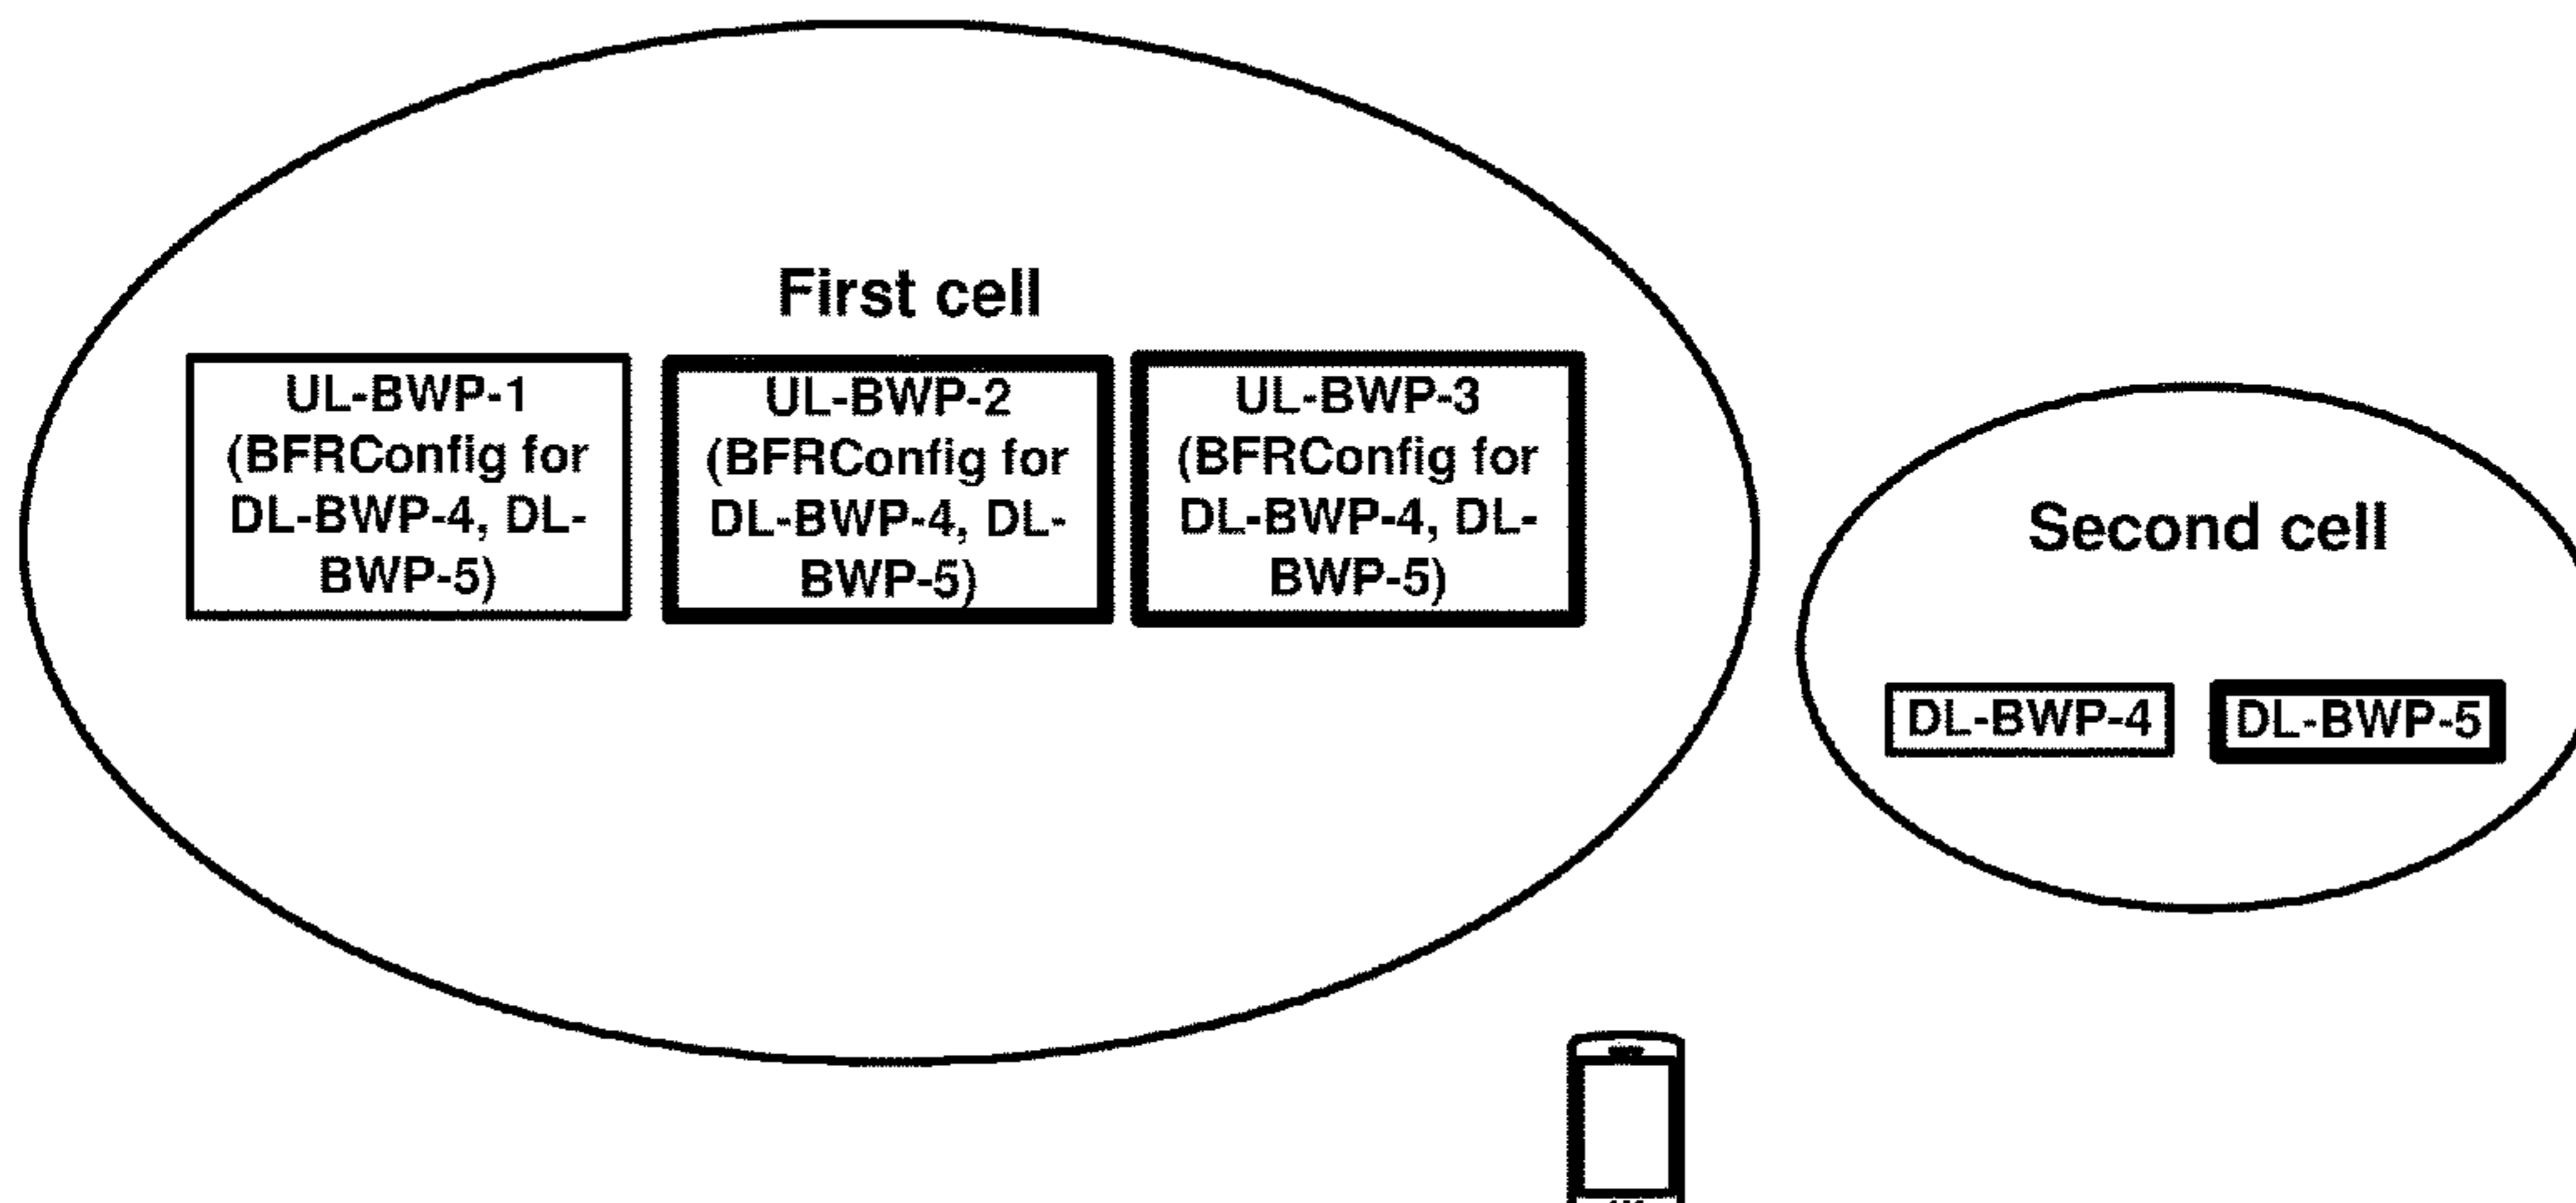 First cell
UL-BWP-1
(BFRConfig for
DL-BWP-4, DL-
BWP-5)
UL-BWP-2
(BFRConfig for
DL-BWP-4, DL-
BWP-5)
UL-BWP-3
(BFRConfig for
DL-BWP-4, DL-
BWP-5)
Second cell
DL-BWP-4
DL-BWP-5